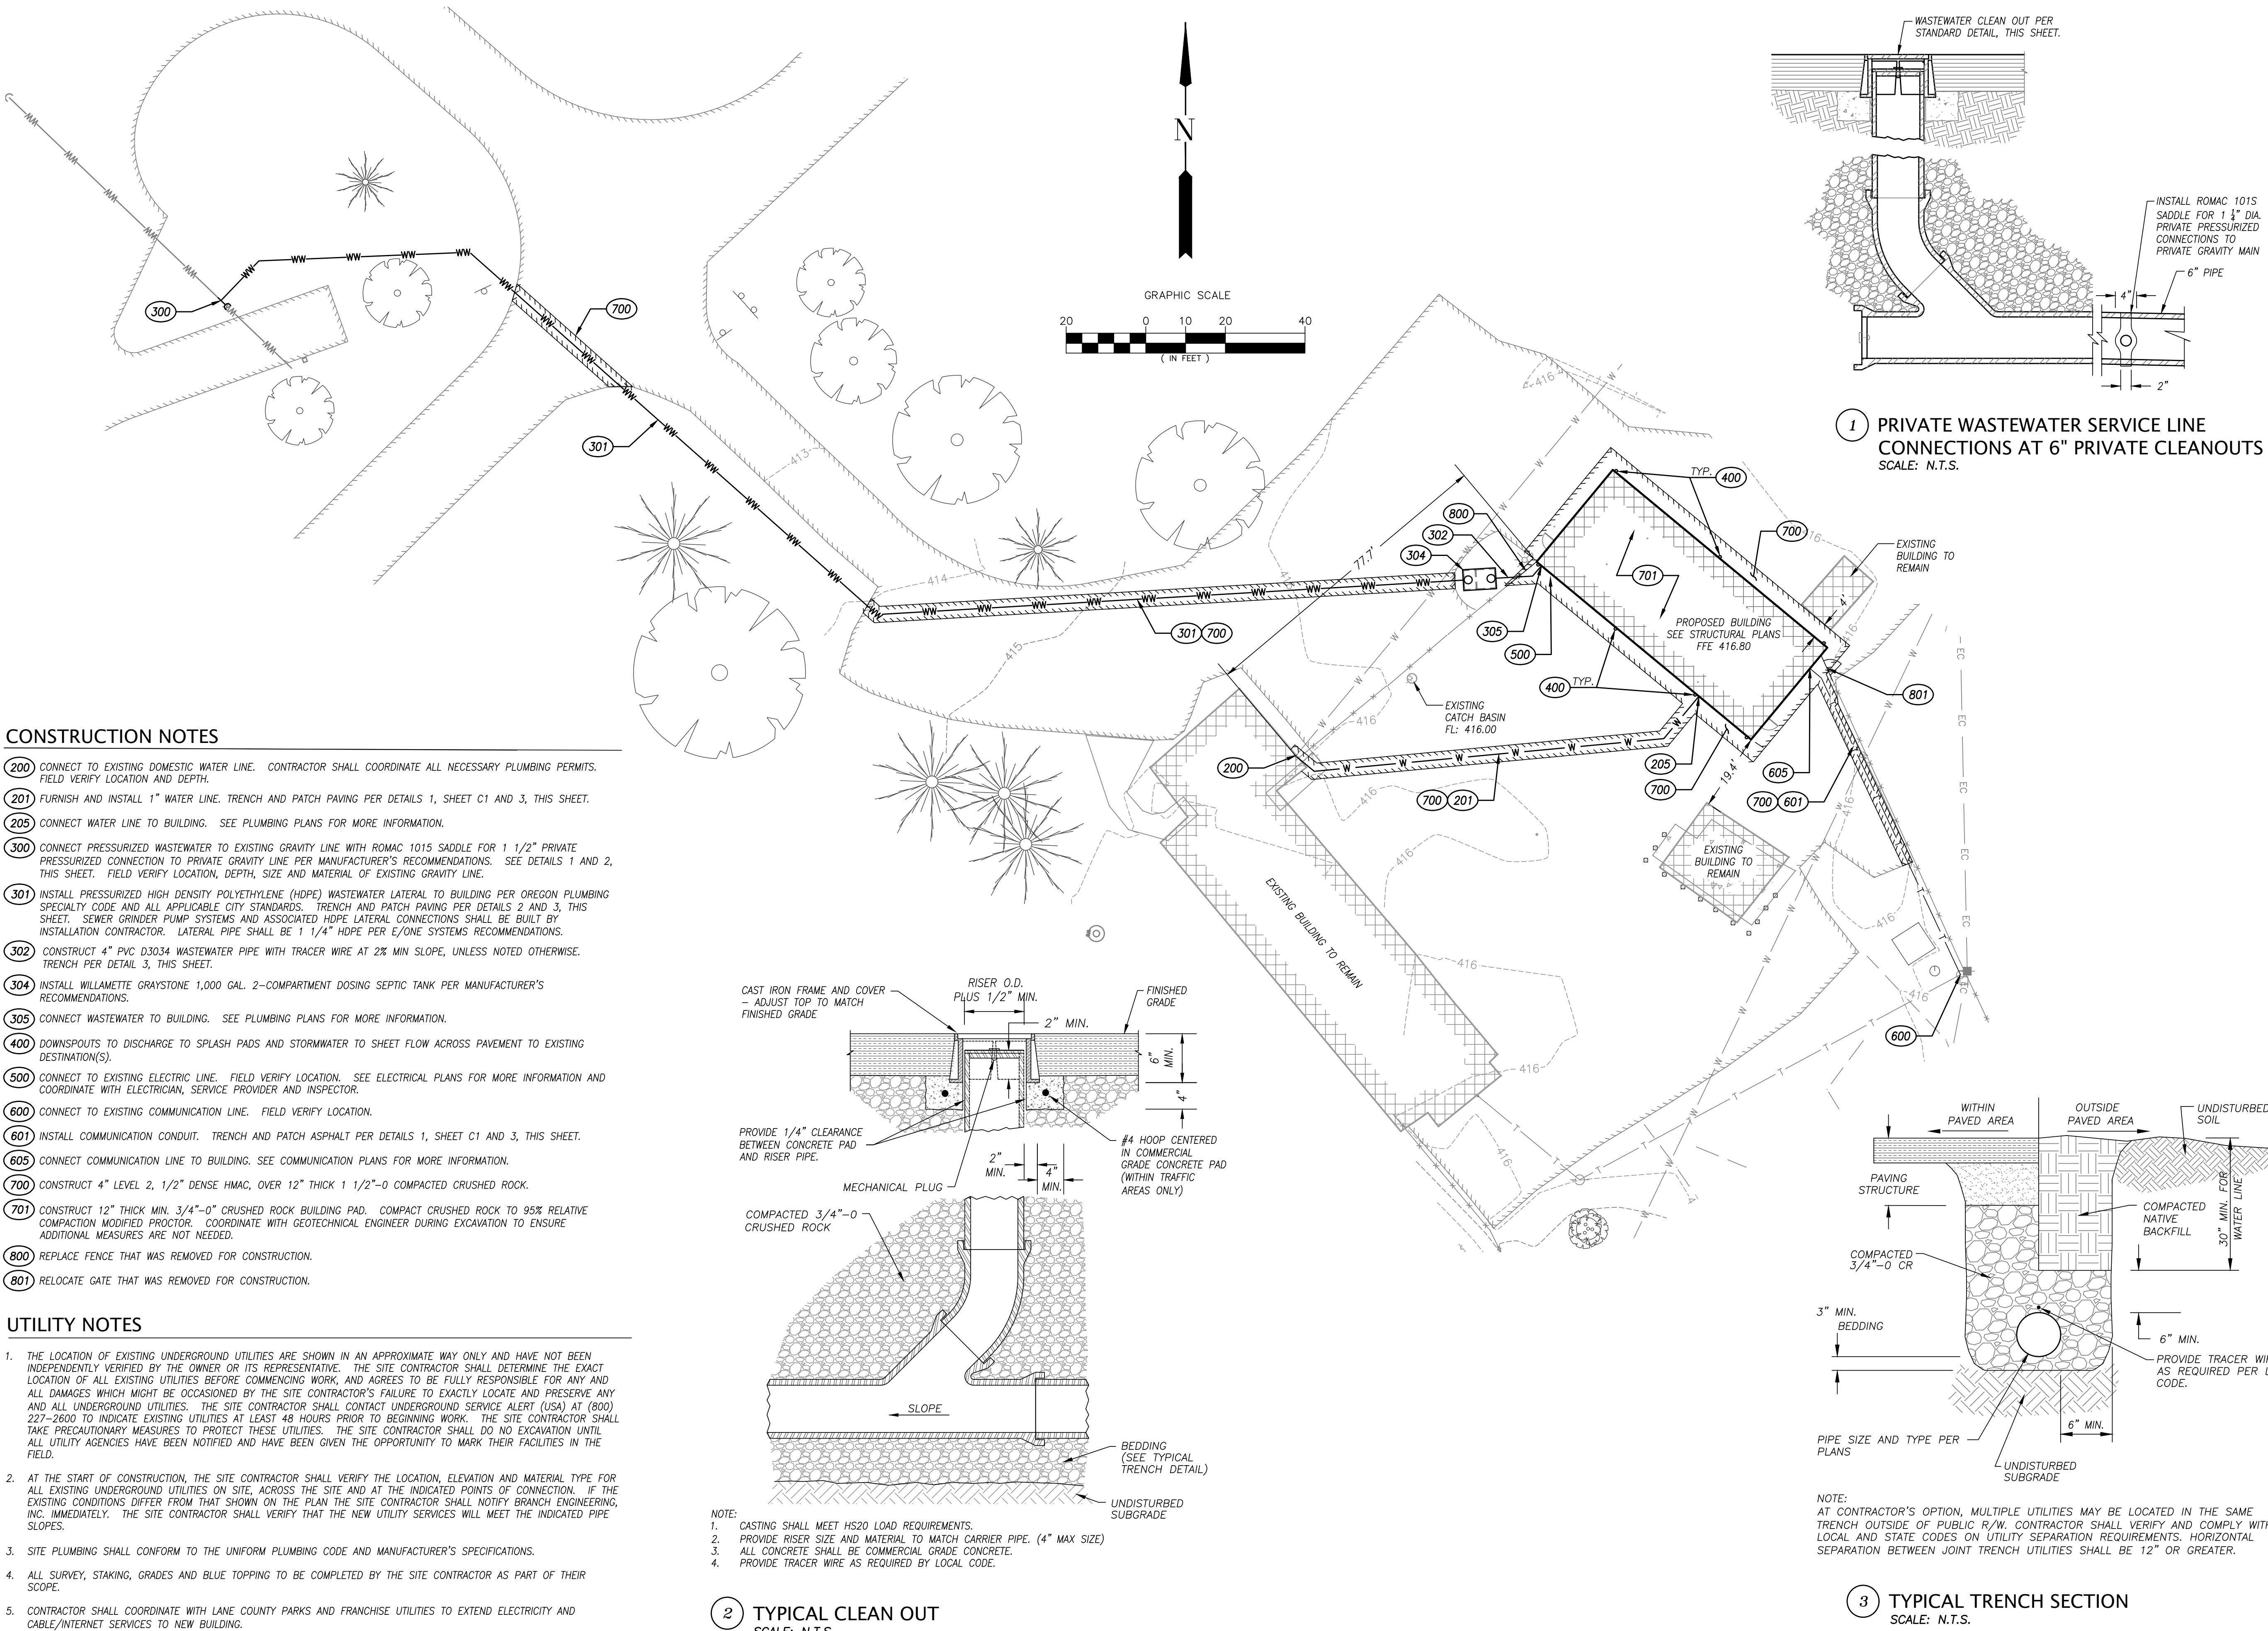 WASTEWATER CLEAN OUT PER
STANDARD DETAIL, THIS SHEET.
INSTALL ROMAC 101S
SADDLE FOR 1 1/4" DIA.
PRIVATE PRESSURIZED
CONNECTIONS TO
PRIVATE GRAVITY MAIN
6" PIPE
4"
2"
1 PRIVATE WASTEWATER SERVICE LINE
CONNECTIONS AT 6" PRIVATE CLEANOUTS
SCALE: N.T.S.
N
GRAPHIC SCALE
20 0 10 20 40
( IN FEET )
300
700
301
413
414
415
416
77.7'
800
302
304
TYP. 400
700
701
EXISTING
BUILDING TO
REMAIN
4'
PROPOSED BUILDING
SEE STRUCTURAL PLANS
FFE 416.80
301 700
305
500
400 TYP.
801
EXISTING
CATCH BASIN
FL: 416.00
200
700 201
205
700
19.4'
605
700 601
EXISTING
BUILDING TO
REMAIN
EXISTING BUILDING TO REMAIN
600
CONSTRUCTION NOTES
200 CONNECT TO EXISTING DOMESTIC WATER LINE. CONTRACTOR SHALL COORDINATE ALL NECESSARY PLUMBING PERMITS.
FIELD VERIFY LOCATION AND DEPTH.
201 FURNISH AND INSTALL 1" WATER LINE. TRENCH AND PATCH PAVING PER DETAILS 1, SHEET C1 AND 3, THIS SHEET.
205 CONNECT WATER LINE TO BUILDING. SEE PLUMBING PLANS FOR MORE INFORMATION.
300 CONNECT PRESSURIZED WASTEWATER TO EXISTING GRAVITY LINE WITH ROMAC 1015 SADDLE FOR 1 1/2" PRIVATE
PRESSURIZED CONNECTION TO PRIVATE GRAVITY LINE PER MANUFACTURER'S RECOMMENDATIONS. SEE DETAILS 1 AND 2,
THIS SHEET. FIELD VERIFY LOCATION, DEPTH, SIZE AND MATERIAL OF EXISTING GRAVITY LINE.
301 INSTALL PRESSURIZED HIGH DENSITY POLYETHYLENE (HDPE) WASTEWATER LATERAL TO BUILDING PER OREGON PLUMBING
SPECIALTY CODE AND ALL APPLICABLE CITY STANDARDS. TRENCH AND PATCH PAVING PER DETAILS 2 AND 3, THIS
SHEET. SEWER GRINDER PUMP SYSTEMS AND ASSOCIATED HDPE LATERAL CONNECTIONS SHALL BE BUILT BY
INSTALLATION CONTRACTOR. LATERAL PIPE SHALL BE 1 1/4" HDPE PER E/ONE SYSTEMS RECOMMENDATIONS.
302 CONSTRUCT 4" PVC D3034 WASTEWATER PIPE WITH TRACER WIRE AT 2% MIN SLOPE, UNLESS NOTED OTHERWISE.
TRENCH PER DETAIL 3, THIS SHEET.
304 INSTALL WILLAMETTE GRAYSTONE 1,000 GAL. 2-COMPARTMENT DOSING SEPTIC TANK PER MANUFACTURER'S
RECOMMENDATIONS.
305 CONNECT WASTEWATER TO BUILDING. SEE PLUMBING PLANS FOR MORE INFORMATION.
400 DOWNSPOUTS TO DISCHARGE TO SPLASH PADS AND STORMWATER TO SHEET FLOW ACROSS PAVEMENT TO EXISTING
DESTINATION(S).
500 CONNECT TO EXISTING ELECTRIC LINE. FIELD VERIFY LOCATION. SEE ELECTRICAL PLANS FOR MORE INFORMATION AND
COORDINATE WITH ELECTRICIAN, SERVICE PROVIDER AND INSPECTOR.
600 CONNECT TO EXISTING COMMUNICATION LINE. FIELD VERIFY LOCATION.
601 INSTALL COMMUNICATION CONDUIT. TRENCH AND PATCH ASPHALT PER DETAILS 1, SHEET C1 AND 3, THIS SHEET.
605 CONNECT COMMUNICATION LINE TO BUILDING. SEE COMMUNICATION PLANS FOR MORE INFORMATION.
700 CONSTRUCT 4" LEVEL 2, 1/2" DENSE HMAC, OVER 12" THICK 1 1/2"-0 COMPACTED CRUSHED ROCK.
701 CONSTRUCT 12" THICK MIN. 3/4"-0" CRUSHED ROCK BUILDING PAD. COMPACT CRUSHED ROCK TO 95% RELATIVE
COMPACTION MODIFIED PROCTOR. COORDINATE WITH GEOTECHNICAL ENGINEER DURING EXCAVATION TO ENSURE
ADDITIONAL MEASURES ARE NOT NEEDED.
800 REPLACE FENCE THAT WAS REMOVED FOR CONSTRUCTION.
801 RELOCATE GATE THAT WAS REMOVED FOR CONSTRUCTION.
UTILITY NOTES
1. THE LOCATION OF EXISTING UNDERGROUND UTILITIES ARE SHOWN IN AN APPROXIMATE WAY ONLY AND HAVE NOT BEEN
INDEPENDENTLY VERIFIED BY THE OWNER OR ITS REPRESENTATIVE. THE SITE CONTRACTOR SHALL DETERMINE THE EXACT
LOCATION OF ALL EXISTING UTILITIES BEFORE COMMENCING WORK, AND AGREES TO BE FULLY RESPONSIBLE FOR ANY AND
ALL DAMAGES WHICH MIGHT BE OCCASIONED BY THE SITE CONTRACTOR'S FAILURE TO EXACTLY LOCATE AND PRESERVE ANY
AND ALL UNDERGROUND UTILITIES. THE SITE CONTRACTOR SHALL CONTACT UNDERGROUND SERVICE ALERT (USA) AT (800)
227-2600 TO INDICATE EXISTING UTILITIES AT LEAST 48 HOURS PRIOR TO BEGINNING WORK. THE SITE CONTRACTOR SHALL
TAKE PRECAUTIONARY MEASURES TO PROTECT THESE UTILITIES. THE SITE CONTRACTOR SHALL DO NO EXCAVATION UNTIL
ALL UTILITY AGENCIES HAVE BEEN NOTIFIED AND HAVE BEEN GIVEN THE OPPORTUNITY TO MARK THEIR FACILITIES IN THE
FIELD.
2. AT THE START OF CONSTRUCTION, THE SITE CONTRACTOR SHALL VERIFY THE LOCATION, ELEVATION AND MATERIAL TYPE FOR
ALL EXISTING UNDERGROUND UTILITIES ON SITE, ACROSS THE SITE AND AT THE INDICATED POINTS OF CONNECTION. IF THE
EXISTING CONDITIONS DIFFER FROM THAT SHOWN ON THE PLAN THE SITE CONTRACTOR SHALL NOTIFY BRANCH ENGINEERING,
INC. IMMEDIATELY. THE SITE CONTRACTOR SHALL VERIFY THAT THE NEW UTILITY SERVICES WILL MEET THE INDICATED PIPE
SLOPES.
3. SITE PLUMBING SHALL CONFORM TO THE UNIFORM PLUMBING CODE AND MANUFACTURER'S SPECIFICATIONS.
4. ALL SURVEY, STAKING, GRADES AND BLUE TOPPING TO BE COMPLETED BY THE SITE CONTRACTOR AS PART OF THEIR
SCOPE.
5. CONTRACTOR SHALL COORDINATE WITH LANE COUNTY PARKS AND FRANCHISE UTILITIES TO EXTEND ELECTRICITY AND
CABLE/INTERNET SERVICES TO NEW BUILDING.
CAST IRON FRAME AND COVER
- ADJUST TOP TO MATCH
FINISHED GRADE
RISER O.D.
PLUS 1/2" MIN.
FINISHED
GRADE
2" MIN.
6"
MIN.
4"
PROVIDE 1/4" CLEARANCE
BETWEEN CONCRETE PAD
AND RISER PIPE.
2"
MIN.
4"
MIN.
#4 HOOP CENTERED
IN COMMERCIAL
GRADE CONCRETE PAD
(WITHIN TRAFFIC
AREAS ONLY)
MECHANICAL PLUG
COMPACTED 3/4"-0
CRUSHED ROCK
SLOPE
BEDDING
(SEE TYPICAL
TRENCH DETAIL)
UNDISTURBED
SUBGRADE
NOTE:
1. CASTING SHALL MEET HS20 LOAD REQUIREMENTS.
2. PROVIDE RISER SIZE AND MATERIAL TO MATCH CARRIER PIPE. (4" MAX SIZE)
3. ALL CONCRETE SHALL BE COMMERCIAL GRADE CONCRETE.
4. PROVIDE TRACER WIRE AS REQUIRED BY LOCAL CODE.
2 TYPICAL CLEAN OUT
SCALE: N.T.S.
WITHIN
PAVED AREA
OUTSIDE
PAVED AREA
UNDISTURBED
SOIL
PAVING
STRUCTURE
30" MIN. FOR
WATER LINE
COMPACTED
NATIVE
BACKFILL
COMPACTED
3/4"-0 CR
3" MIN.
BEDDING
6" MIN.
PROVIDE TRACER
AS REQUIRED PER
CODE.
6" MIN.
PIPE SIZE AND TYPE PER
PLANS
UNDISTURBED
SUBGRADE
NOTE:
AT CONTRACTOR'S OPTION, MULTIPLE UTILITIES MAY BE LOCATED IN THE SAME
TRENCH OUTSIDE OF PUBLIC R/W. CONTRACTOR SHALL VERIFY AND COMPLY WITH
LOCAL AND STATE CODES ON UTILITY SEPARATION REQUIREMENTS. HORIZONTAL
SEPARATION BETWEEN JOINT TRENCH UTILITIES SHALL BE 12" OR GREATER.
3 TYPICAL TRENCH SECTION
SCALE: N.T.S.